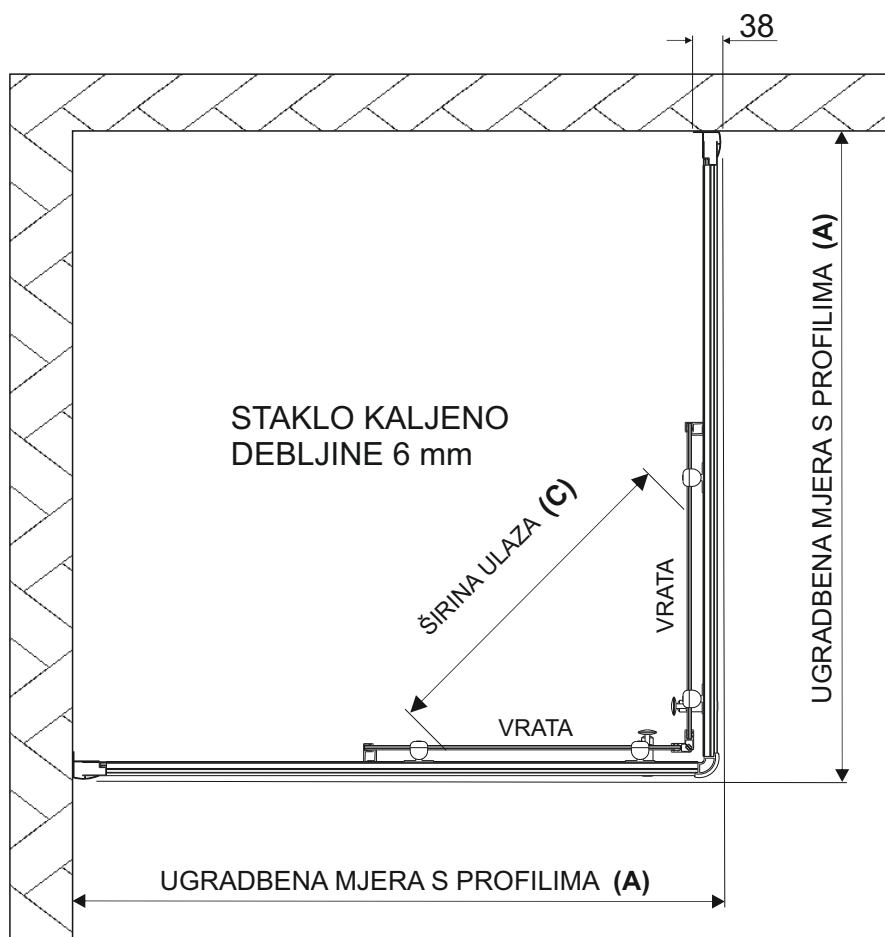 38
UGRADBENA MJERA S PROFILIMA (A)
STAKLO KALJENO
DEBLJINE 6 mm
ŠIRINA ULAZA (C)
VRATA
VRATA
UGRADBENA MJERA S PROFILIMA (A)